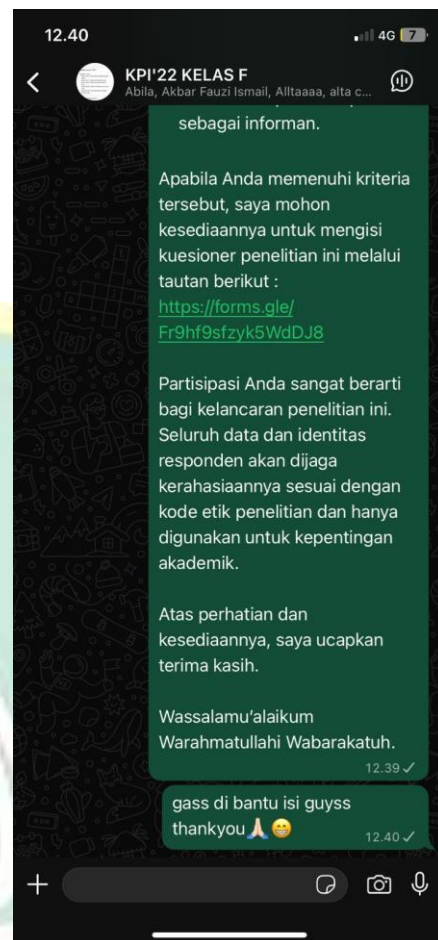 12.40
4G 7
KPI'22 KELAS F
Abila, Akbar Fauzi Ismail, Alltaaaa, alta c...
sebagai informan.
Apabila Anda memenuhi kriteria
tersebut, saya mohon
kesediaannya untuk mengisi
kuesioner penelitian ini melalui
tautan berikut :
https://forms.gle/
Fr9hf9sfzyk5WdDJ8
Partisipasi Anda sangat berarti
bagi kelancaran penelitian ini.
Seluruh data dan identitas
responden akan dijaga
kerahasiaannya sesuai dengan
kode etik penelitian dan hanya
digunakan untuk kepentingan
akademik.
Atas perhatian dan
kesediaannya, saya ucapkan
terima kasih.
Wassalamu'alaikum
Warahmatullahi Wabarakatuh.
12.39
gass di bantu isi guyss
thankyou🙏🏻😁
12.40